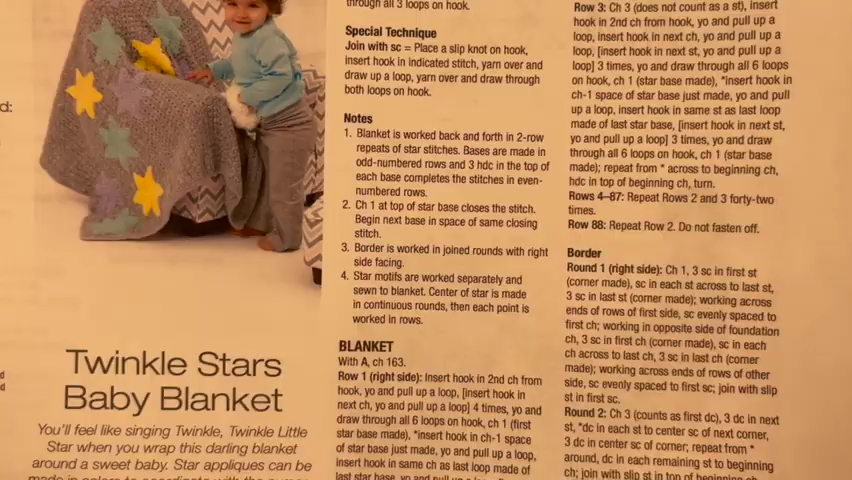 d:
d
d
Twinkle Stars
Baby Blanket
You'll feel like singing Twinkle, Twinkle Little
Star when you wrap this darling blanket
around a sweet baby. Star appliques can be
made in colors to coordinate with the
through all 3 loops on hook.
Special Technique
Join with sc = Place a slip knot on hook,
insert hook in indicated stitch, yarn over and
draw up a loop, yarn over and draw through
both loops on hook.
Notes
1. Blanket is worked back and forth in 2-row
repeats of star stitches. Bases are made in
odd-numbered rows and 3 hdc in the top of
each base completes the stitches in even-
numbered rows.
2. Ch 1 at top of star base closes the stitch.
Begin next base in space of same closing
stitch.
3. Border is worked in joined rounds with right
side facing.
4. Star motifs are worked separately and
sewn to blanket. Center of star is made
in continuous rounds, then each point is
worked in rows.
BLANKET
With A, ch 163.
Row 1 (right side): Insert hook in 2nd ch from
hook, yo and pull up a loop, [insert hook in
next ch, yo and pull up a loop] 4 times, yo and
draw through all 6 loops on hook, ch 1 (first
star base made), *insert hook in ch-1 space
of star base just made, yo and pull up a loop,
insert hook in same ch as last loop made of
last star base, yo and pull up a loop,
Row 3: Ch 3 (does not count as a st), insert
hook in 2nd ch from hook, yo and pull up a
loop, insert hook in next ch, yo and pull up a
loop, [insert hook in next st, yo and pull up a
loop] 3 times, yo and draw through all 6 loops
on hook, ch 1 (star base made), *insert hook in
ch-1 space of star base just made, yo and pull
up a loop, insert hook in same st as last loop
made of last star base, [insert hook in next st,
yo and pull up a loop] 3 times, yo and draw
through all 6 loops on hook, ch 1 (star base
made); repeat from * across to beginning ch,
hdc in top of beginning ch, turn.
Rows 4–87: Repeat Rows 2 and 3 forty-two
times.
Row 88: Repeat Row 2. Do not fasten off.
Border
Round 1 (right side): Ch 1, 3 sc in first st
(corner made), sc in each st across to last st,
3 sc in last st (corner made); working across
ends of rows of first side, sc evenly spaced to
first ch; working in opposite side of foundation
ch, 3 sc in first ch (corner made), sc in each
ch across to last ch, 3 sc in last ch (corner
made); working across ends of rows of other
side, sc evenly spaced to first sc; join with slip
st in first sc.
Round 2: Ch 3 (counts as first dc), 3 dc in next
st, *dc in each st to center sc of next corner,
3 dc in center sc of corner; repeat from *
around, dc in each remaining st to beginning
ch; join with slip st in top of beginning ch.